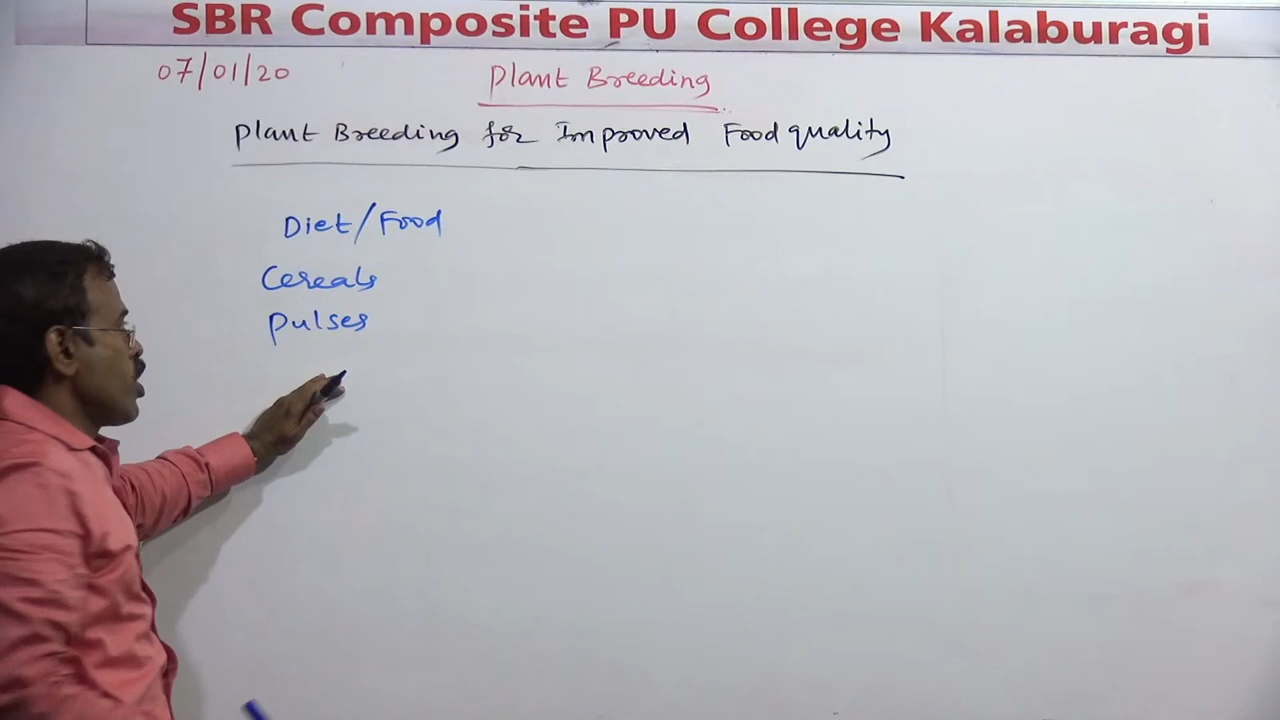 SBR Composite PU College Kalaburagi
07/01/20
Plant Breeding
Plant Breeding for Improved Food quality
Diet/Food
Cereals
Pulses